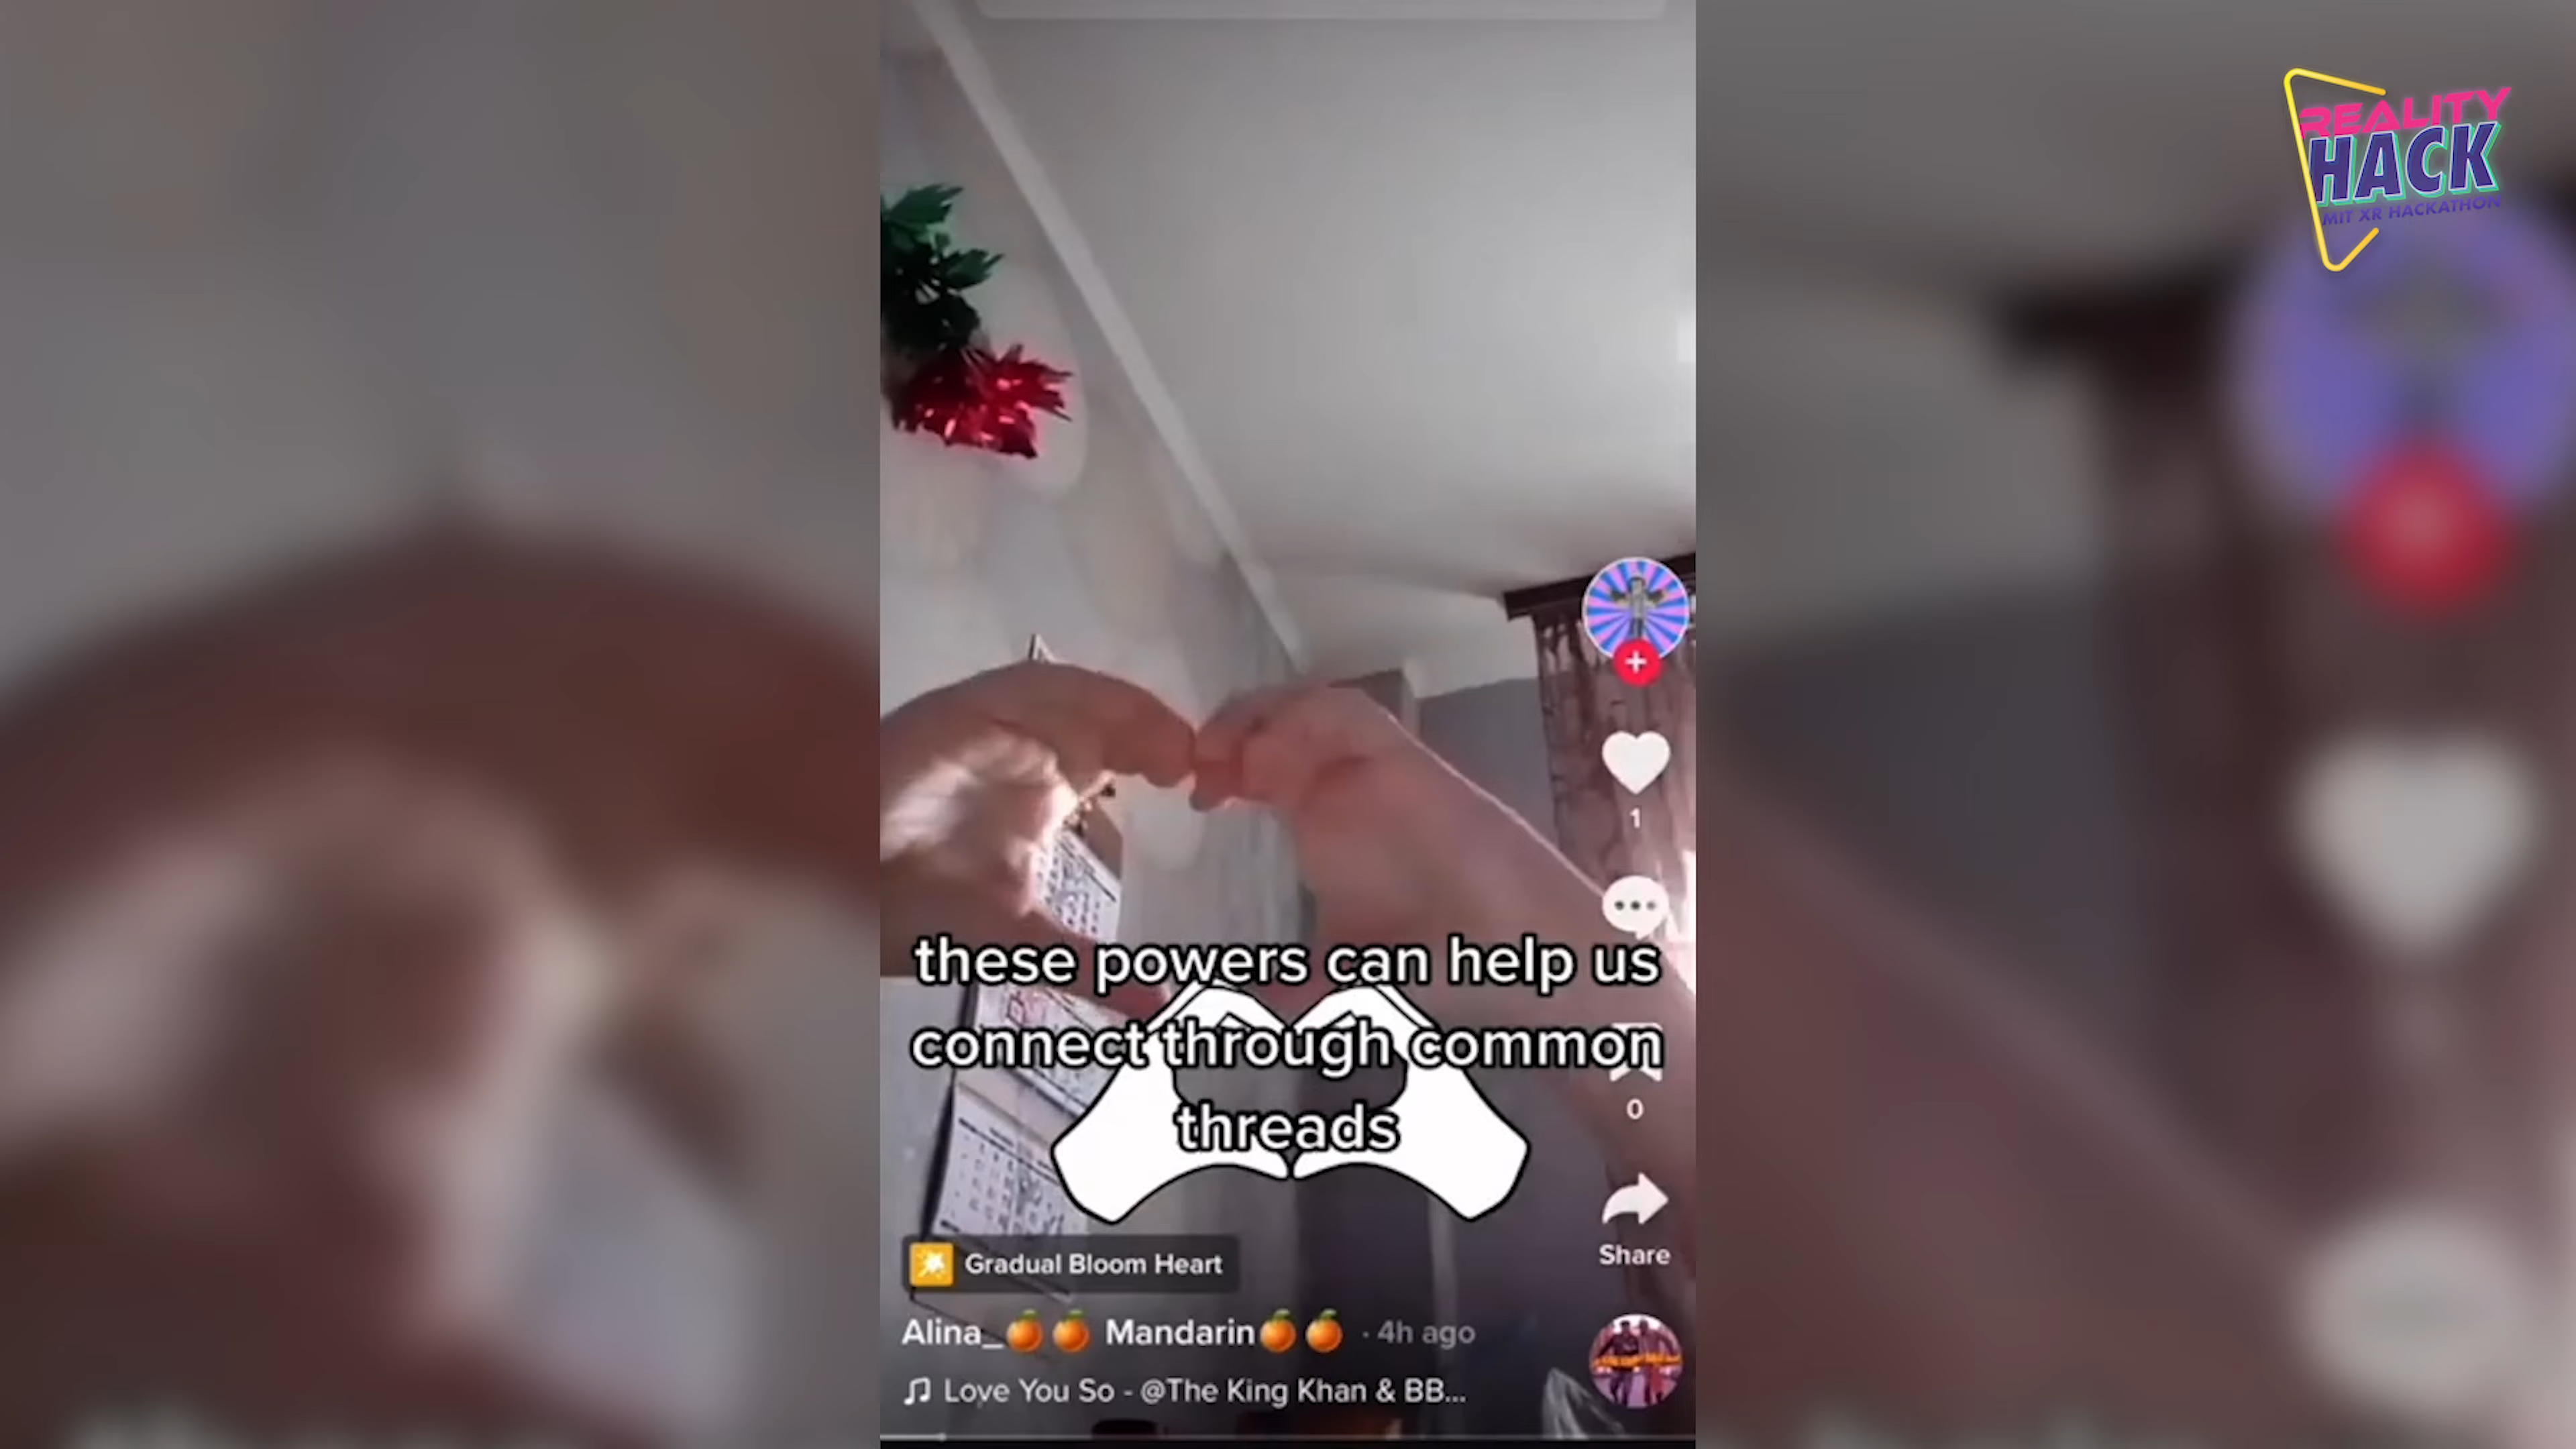 REALITY
HACK
MIT XR HACKATHON
1
these powers can help us
connect through common
threads
0
Share
Gradual Bloom Heart
Alina_🍊🍊 Mandarin🍊🍊 · 4h ago
Love You So - @The King Khan & BB...